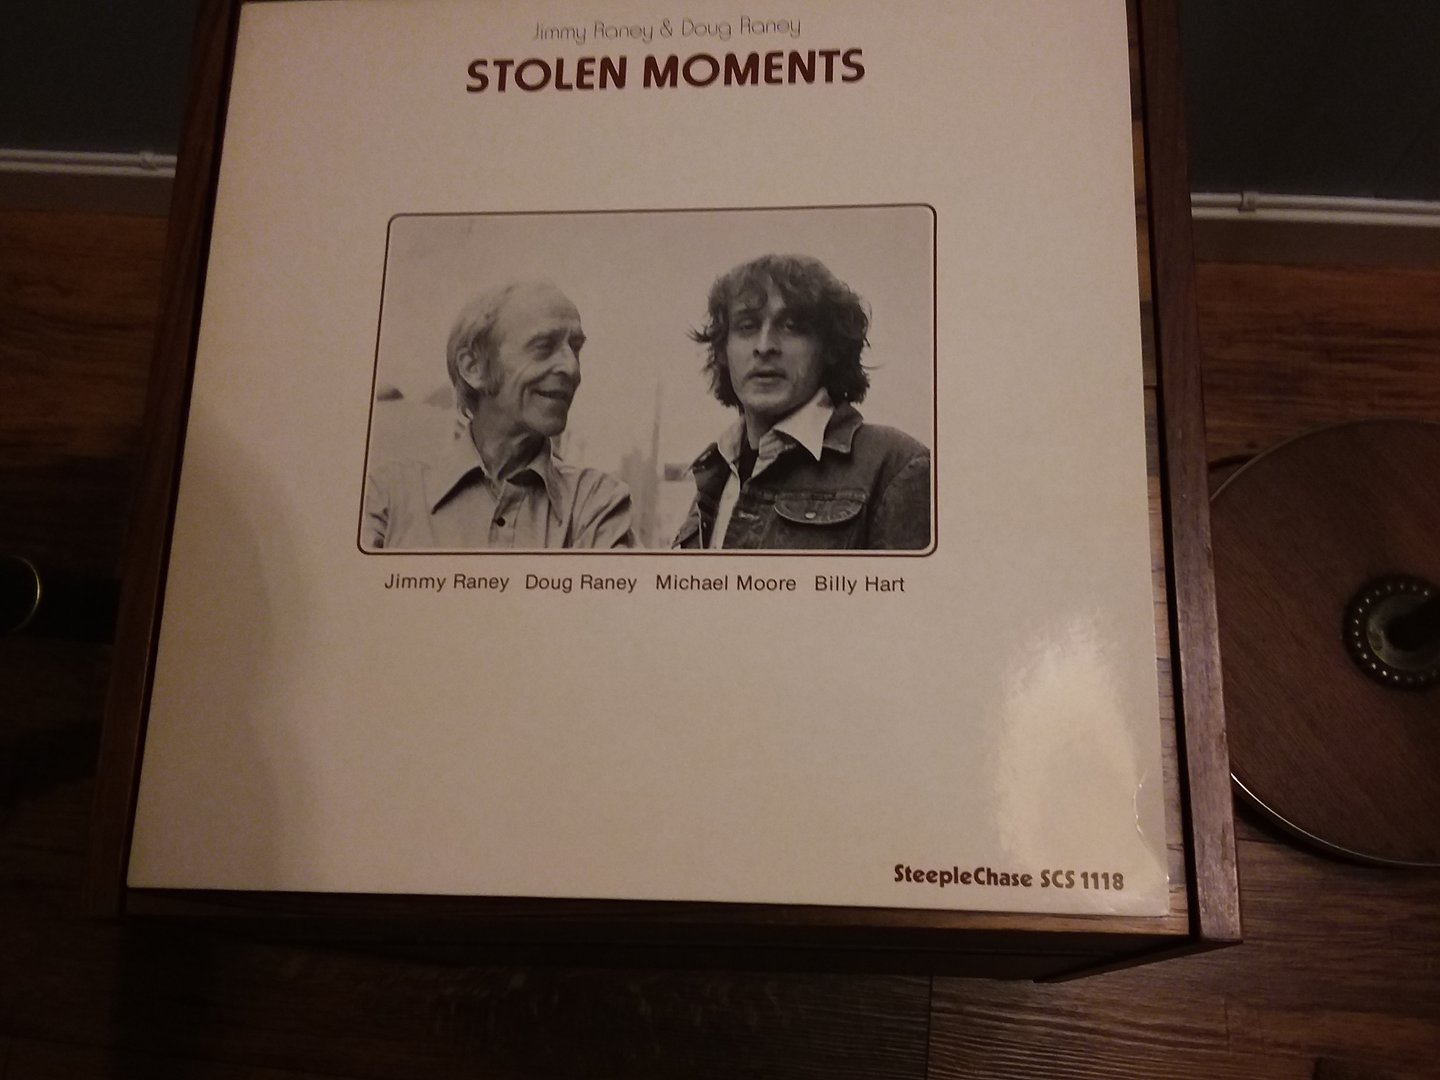 Jimmy Raney & Doug Raney
STOLEN MOMENTS
Jimmy Raney Doug Raney Michael Moore Billy Hart
SteepleChase SCS 1118